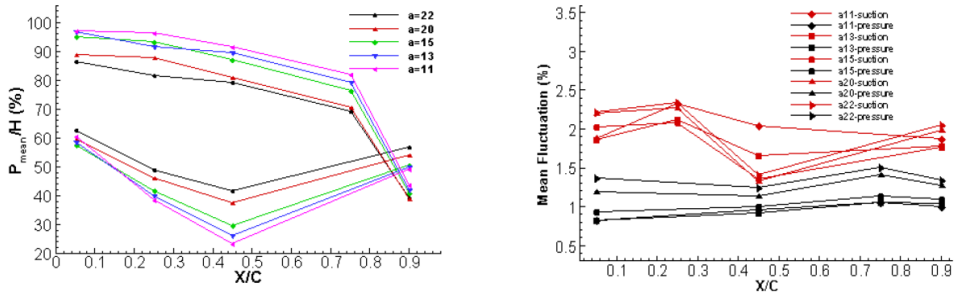 100
90
80
70
60
50
40
30
20
0
0.1
0.2
0.3
0.4
0.5
0.6
0.7
0.8
0.9
X/C
P mean/H (%)
a=22
a=20
a=15
a=13
a=11
3.5
3
2.5
2
1.5
1
0.5
0.1
0.2
0.3
0.4
0.5
0.6
0.7
0.8
0.9
X/C
Mean Fluctuation (%)
a11-suction
a11-pressure
a13-suction
a13-pressure
a15-suction
a15-pressure
a20-suction
a20-pressure
a22-suction
a22-pressure